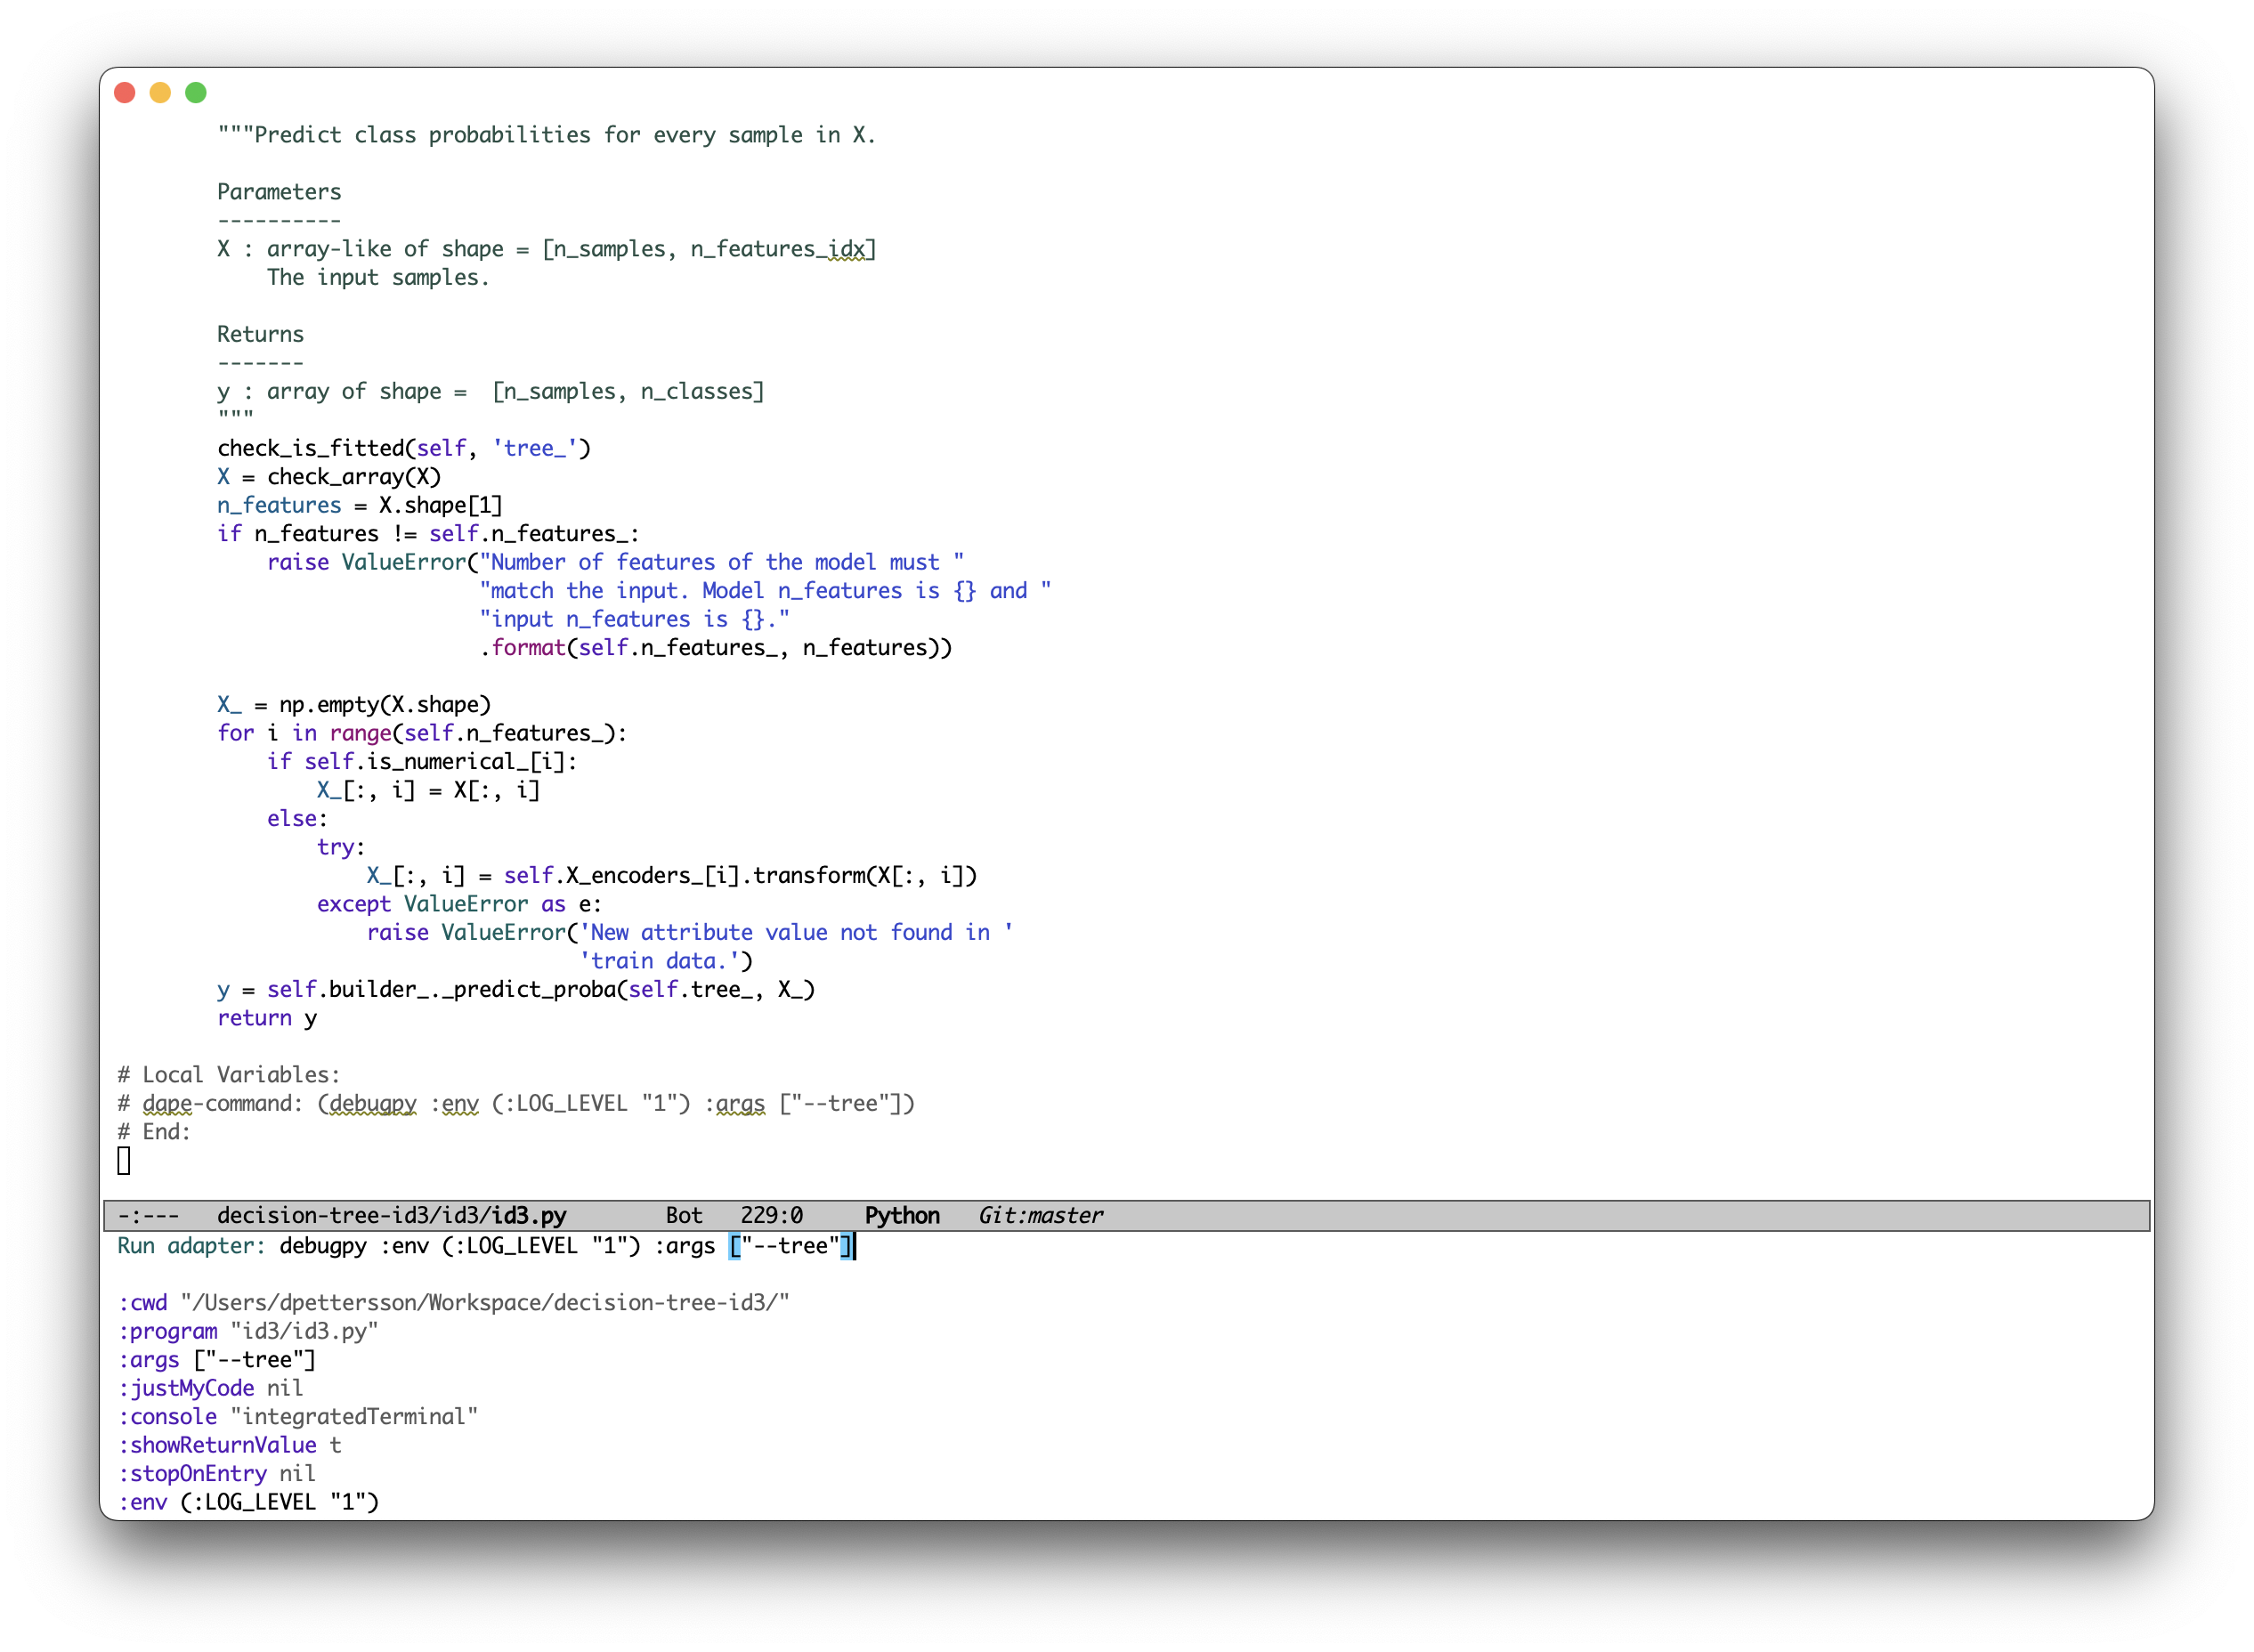 """Predict class probabilities for every sample in X.
Parameters
----------
X : array-like of shape = [n_samples, n_features_idx]
The input samples.
Returns
-------
y : array of shape =  [n_samples, n_classes]
"""
check_is_fitted(self, 'tree_')
X = check_array(X)
n_features = X.shape[1]
if n_features != self.n_features_:
raise ValueError("Number of features of the model must "
"match the input. Model n_features is {} and "
"input n_features is {}."
.format(self.n_features_, n_features))
X_ = np.empty(X.shape)
for i in range(self.n_features_):
if self.is_numerical_[i]:
X_[:, i] = X[:, i]
else:
try:
X_[:, i] = self.X_encoders_[i].transform(X[:, i])
except ValueError as e:
raise ValueError('New attribute value not found in '
'train data.')
y = self.builder_._predict_proba(self.tree_, X_)
return y
# Local Variables:
# dape-command: (debugpy :env (:LOG_LEVEL "1") :args ["--tree"])
# End:
-:---   decision-tree-id3/id3/id3.py        Bot   229:0     Python   Git:master
Run adapter: debugpy :env (:LOG_LEVEL "1") :args ["--tree"]
:cwd "/Users/dpettersson/Workspace/decision-tree-id3/"
:program "id3/id3.py"
:args ["--tree"]
:justMyCode nil
:console "integratedTerminal"
:showReturnValue t
:stopOnEntry nil
:env (:LOG_LEVEL "1")